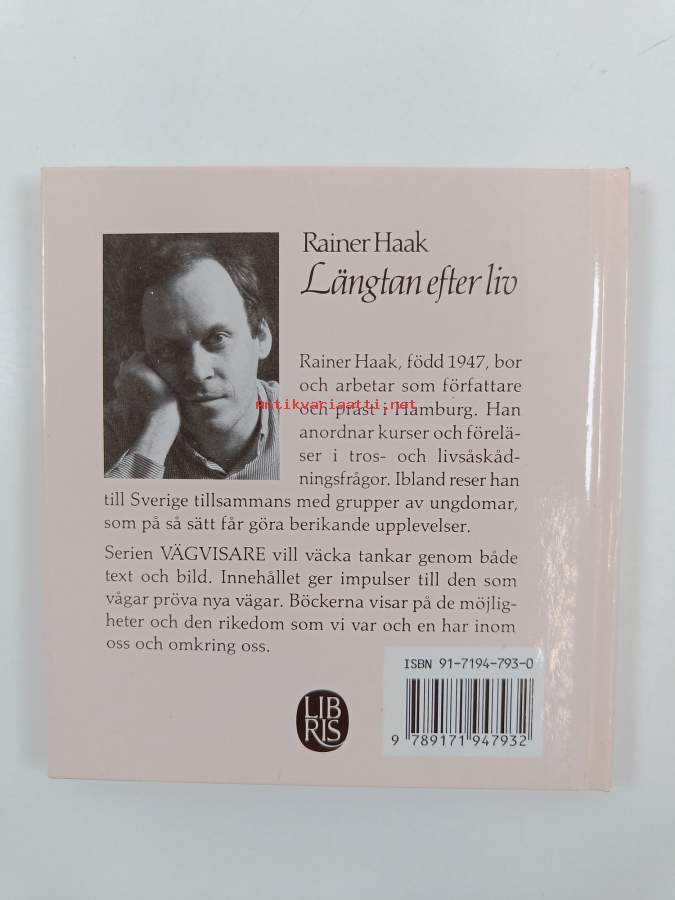 Rainer Haak
Längtan efter liv
Rainer Haak, född 1947, bor
och arbetar som författare
och präst i Hamburg. Han
antikvariaatti.net
anordnar kurser och föreläs-
ser i tros- och livsåskåd-
ningsfrågor. Ibland reser han
till Sverige tillsammans med grupper av ungdomar,
som på så sätt får göra berikande upplevelser.
Serien VÄGVISARE vill väcka tankar genom både
text och bild. Innehållet ger impulser till den som
vågar pröva nya vägar. Böckerna visar på de möjlig-
heter och den rikedom som vi var och en har inom
oss och omkring oss.
ISBN 91-7194-793-0
9 789171 947932
LIB
RIS